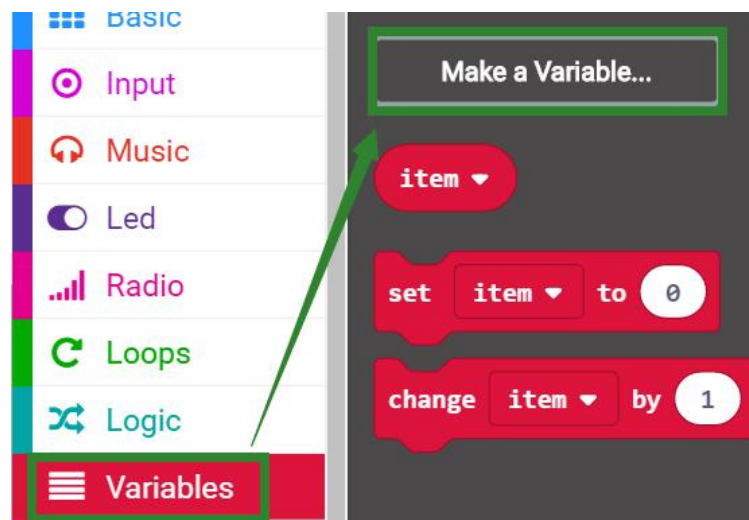 Basic
Input
Music
Led
Radio
Loops
Logic
Variables
Make a Variable...
item
set item to 0
change item by 1